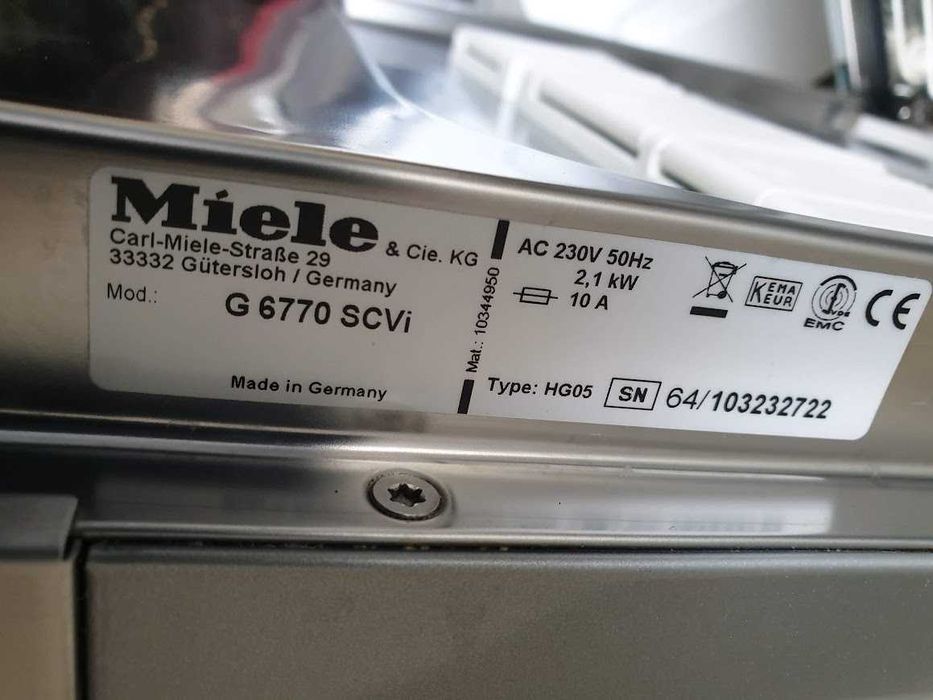 Miele & Cie. KG
Carl-Miele-Straße 29
33332 Gütersloh / Germany
Mod.: G 6770 SCVi
Made in Germany
Mat.: 10344950
AC 230V 50Hz
2,1 kW
10 A
KEMA
KEUR
VDE
EMC
CE
Type: HG05 SN 64/103232722